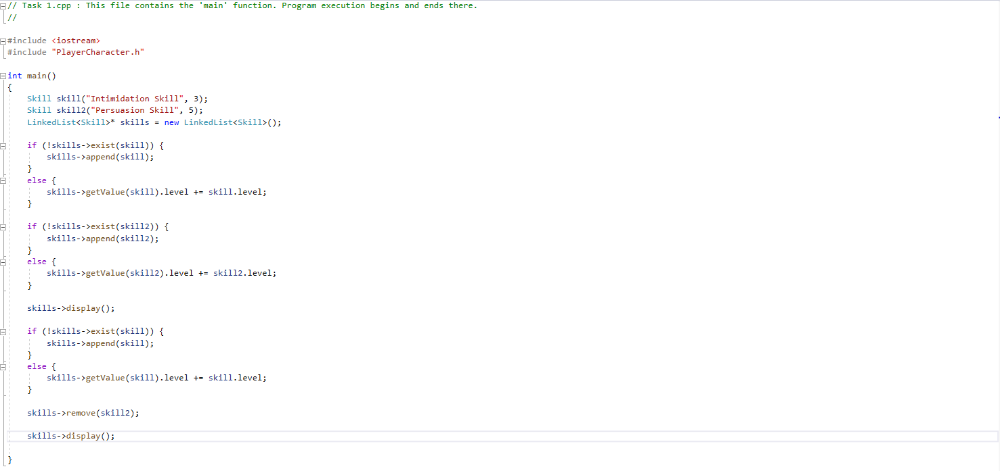 // Task 1.cpp : This file contains the 'main' function. Program execution begins and ends there.
//
#include <iostream>
#include "PlayerCharacter.h"
int main()
{
    Skill skill("Intimidation Skill", 3);
    Skill skill2("Persuasion Skill", 5);
    LinkedList<Skill>* skills = new LinkedList<Skill>();
    if (!skills->exist(skill)) {
        skills->append(skill);
    }
    else {
        skills->getValue(skill).level += skill.level;
    }
    if (!skills->exist(skill2)) {
        skills->append(skill2);
    }
    else {
        skills->getValue(skill2).level += skill2.level;
    }
    skills->display();
    if (!skills->exist(skill)) {
        skills->append(skill);
    }
    else {
        skills->getValue(skill).level += skill.level;
    }
    skills->remove(skill2);
    skills->display();
}